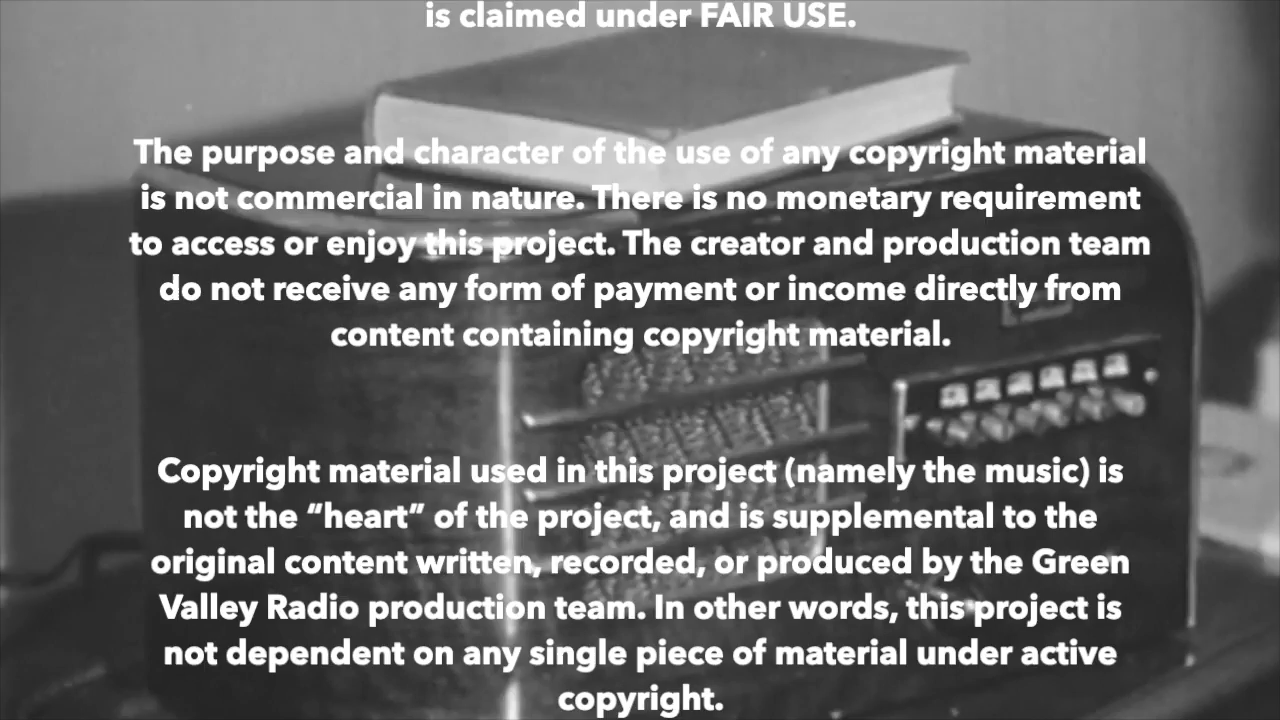 is claimed under FAIR USE.
The purpose and character of the use of any copyright material
is not commercial in nature. There is no monetary requirement
to access or enjoy this project. The creator and production team
do not receive any form of payment or income directly from
content containing copyright material.
Copyright material used in this project (namely the music) is
not the “heart” of the project, and is supplemental to the
original content written, recorded, or produced by the Green
Valley Radio production team. In other words, this project is
not dependent on any single piece of material under active
copyright.